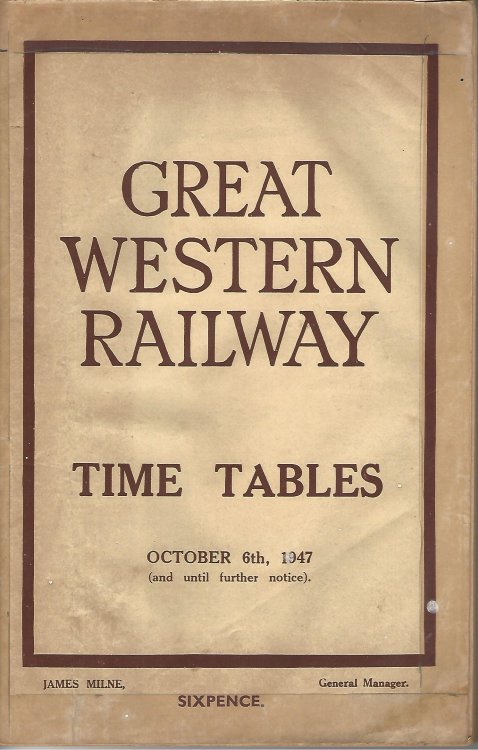 GREAT
WESTERN
RAILWAY
TIME TABLES
OCTOBER 6th, 1947
(and until further notice).
JAMES MILNE, General Manager.
SIXPENCE.